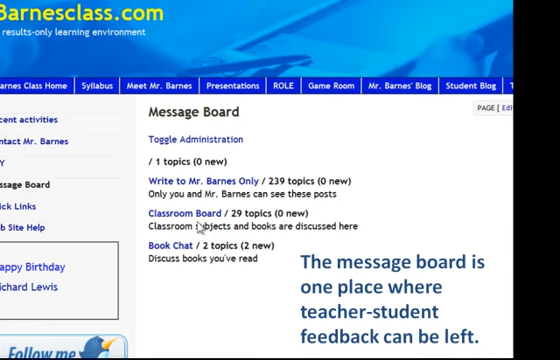 Barnesclass.com
results-only learning environment
arnes Class Home Syllabus Meet Mr. Barnes Presentations ROLE Game Room Mr. Barnes' Blog Student Blog T
Message Board
PAGE [ Edi
cent activities
Toggle Administration
ntact Mr. Barnes
/ 1 topics (0 new)
Y
Write to Mr. Barnes Only / 239 topics (0 new)
ssage Board
Only you and Mr. Barnes can see these posts
ick Links
Classroom Board / 29 topics (0 new)
b Site Help
Classroom subjects and books are discussed here
Book Chat / 2 topics (2 new)
Discuss books you've read
appy Birthday
ichard Lewis
The message board is
one place where
teacher-student
feedback can be left.
Follow me